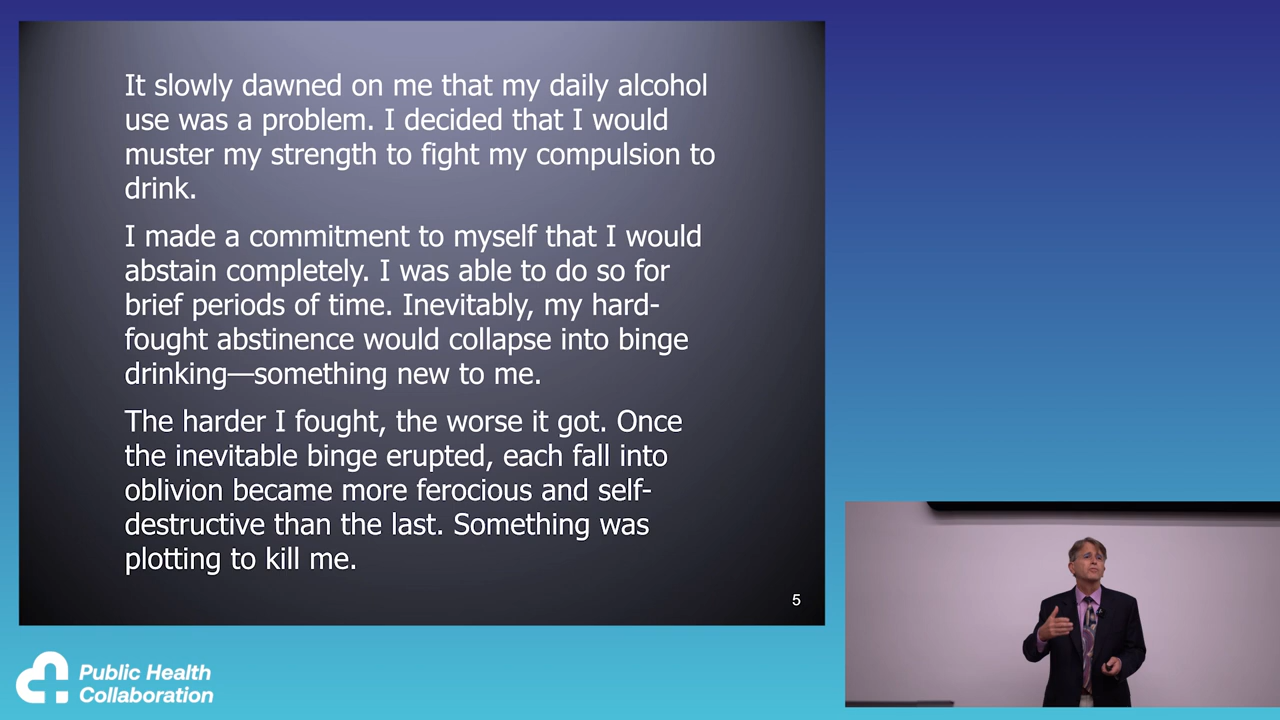 It slowly dawned on me that my daily alcohol
use was a problem. I decided that I would
muster my strength to fight my compulsion to
drink.
I made a commitment to myself that I would
abstain completely. I was able to do so for
brief periods of time. Inevitably, my hard-
fought abstinence would collapse into binge
drinking—something new to me.
The harder I fought, the worse it got. Once
the inevitable binge erupted, each fall into
oblivion became more ferocious and self-
destructive than the last. Something was
plotting to kill me.
5
Public Health
Collaboration